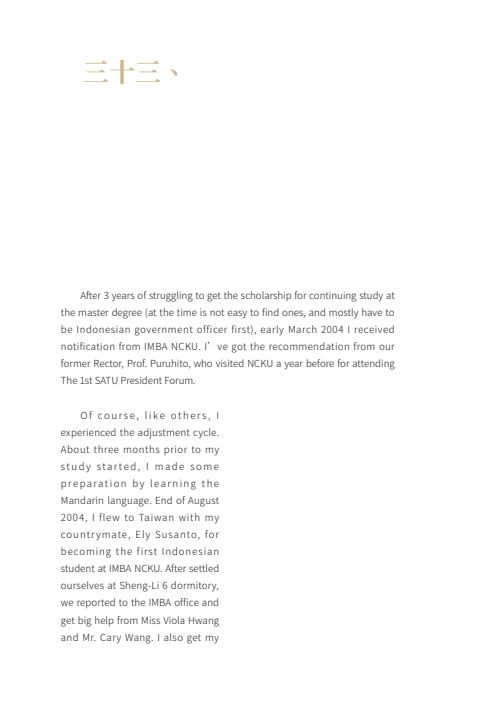 三十三、
After 3 years of struggling to get the scholarship for continuing study at
the master degree (at the time is not easy to find ones, and mostly have to
be Indonesian government officer first), early March 2004 I received
notification from IMBA NCKU. I’ve got the recommendation from our
former Rector, Prof. Puruhito, who visited NCKU a year before for attending
The 1st SATU President Forum.
Of course, like others, I
experienced the adjustment cycle.
About three months prior to my
study started, I made some
preparation by learning the
Mandarin language. End of August
2004, I flew to Taiwan with my
countrymate, Ely Susanto, for
becoming the first Indonesian
student at IMBA NCKU. After settled
ourselves at Sheng-Li 6 dormitory,
we reported to the IMBA office and
get big help from Miss Viola Hwang
and Mr. Cary Wang. I also get my